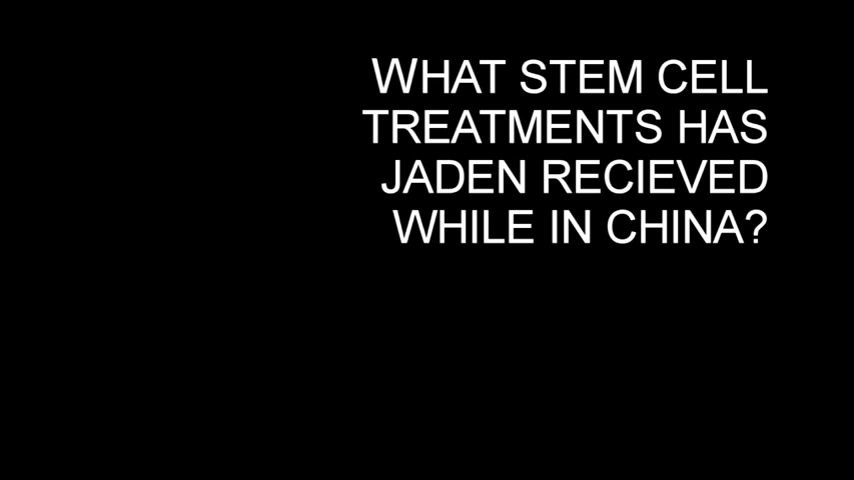 WHAT STEM CELL
TREATMENTS HAS
JADEN RECIEVED
WHILE IN CHINA?